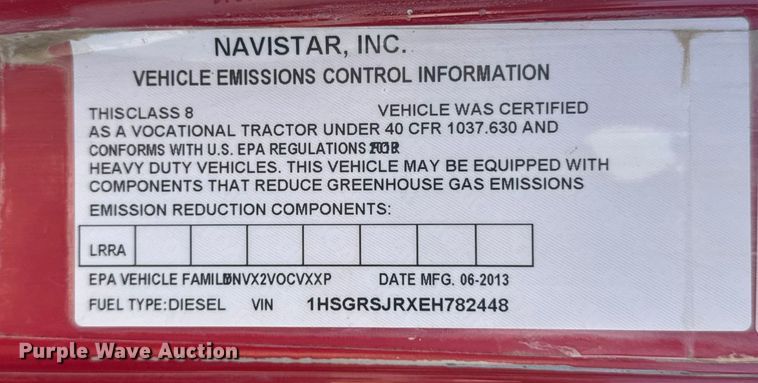 NAVISTAR, INC.
VEHICLE EMISSIONS CONTROL INFORMATION
THISCLASS 8 VEHICLE WAS CERTIFIED
AS A VOCATIONAL TRACTOR UNDER 40 CFR 1037.630 AND
CONFORMS WITH U.S. EPA REGULATIONS
HEAVY DUTY VEHICLES. THIS VEHICLE MAY BE EQUIPPED WITH
COMPONENTS THAT REDUCE GREENHOUSE GAS EMISSIONS
EMISSION REDUCTION COMPONENTS:
LRRA
EPA VEHICLE FAMILY DATE MFG. 06-2013
FUEL TYPE:DIESEL VIN 1HSGRSJRXEH782448
Purple Wave Auction